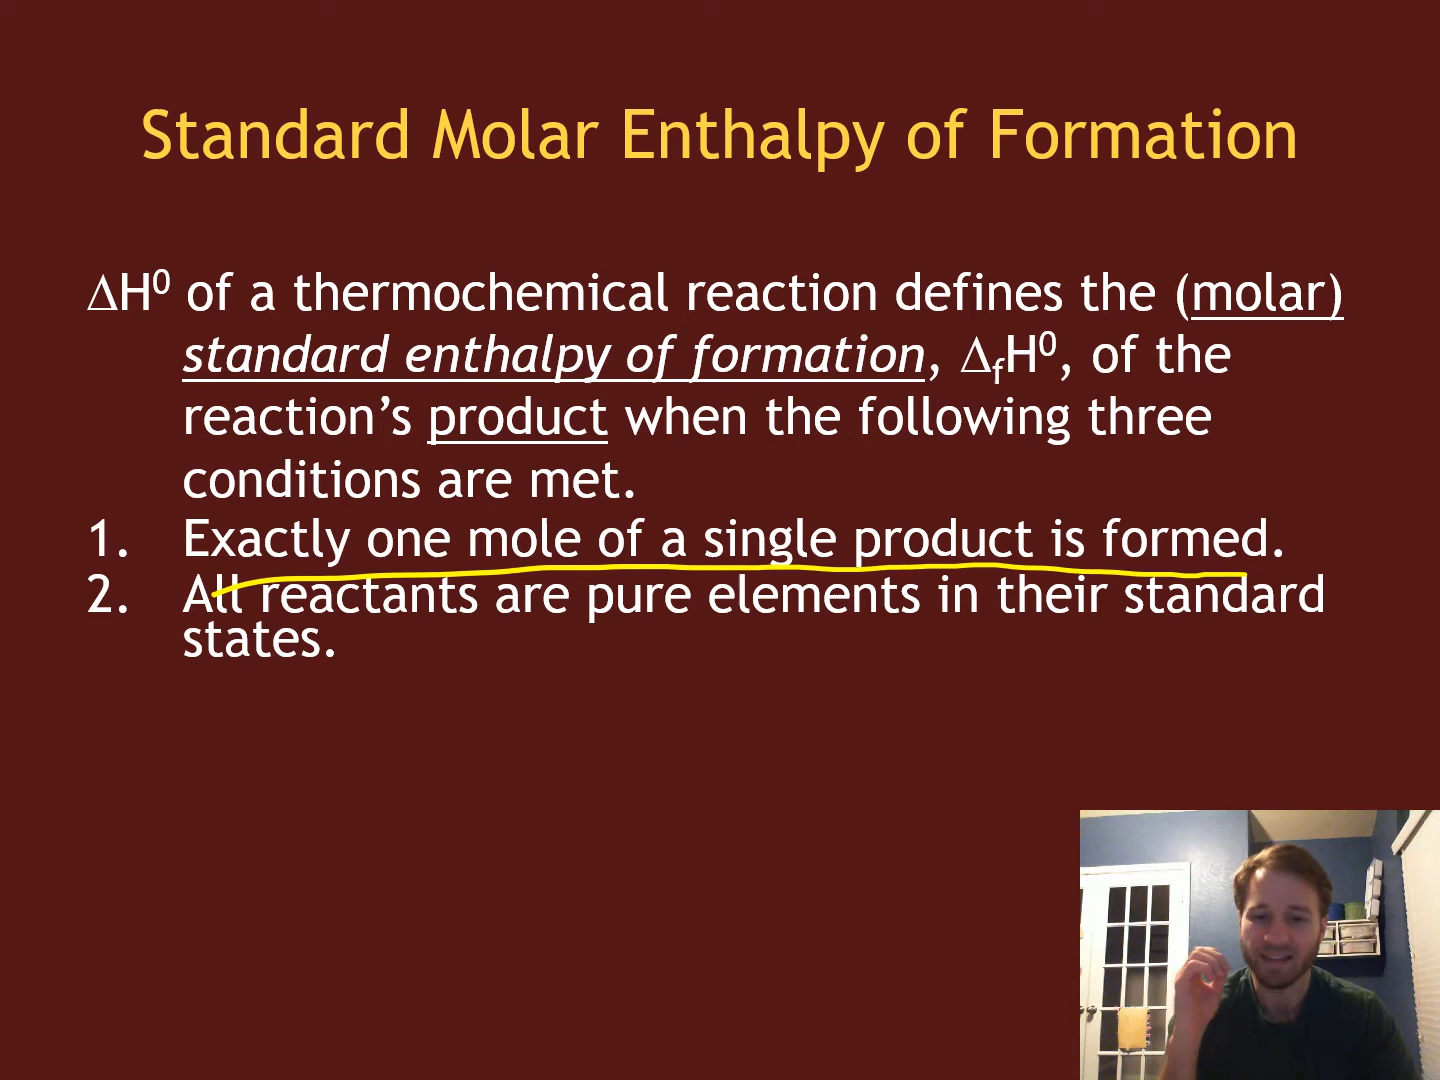 Standard Molar Enthalpy of Formation
ΔH⁰ of a thermochemical reaction defines the (molar)
standard enthalpy of formation, ΔfH⁰, of the
reaction’s product when the following three
conditions are met.
1. Exactly one mole of a single product is formed.
2. All reactants are pure elements in their standard
states.